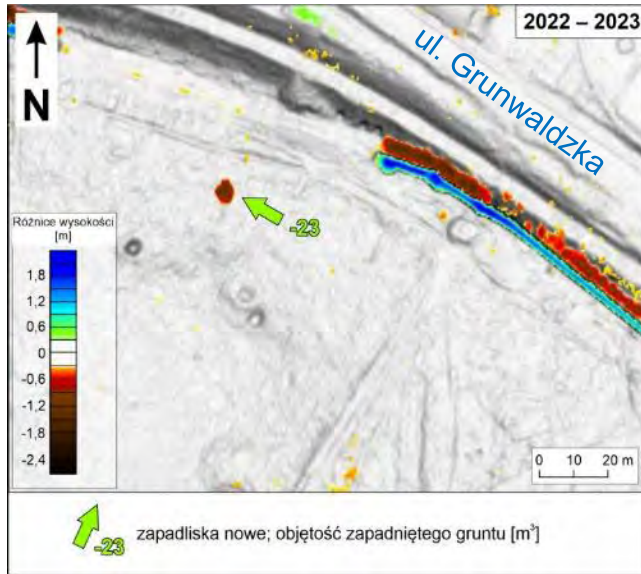 2022 – 2023
ul. Grunwaldzka
N
-23
Różnice wysokości
[m]
1,8
1,2
0,6
0
-0,6
-1,2
-1,8
-2,4
0 10 20 m
-23 zapadliska nowe; objętość zapadniętego gruntu [m³]